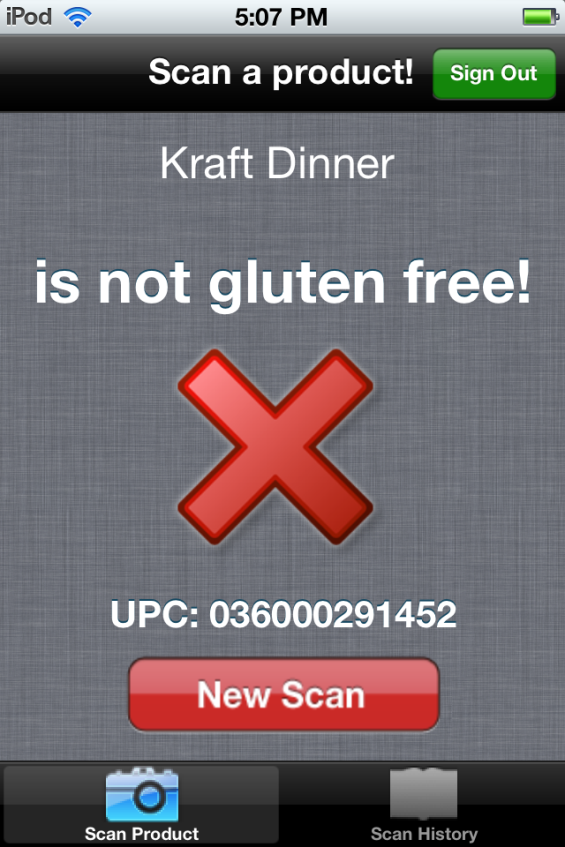 iPod 5:07 PM
Scan a product! Sign Out
Kraft Dinner
is not gluten free!
UPC: 036000291452
New Scan
Scan Product Scan History